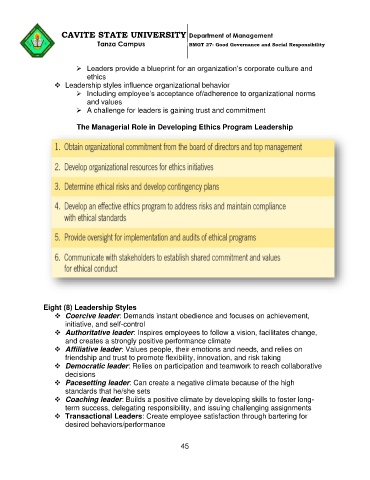 CAVITE STATE UNIVERSITY Department of Management
Tanza Campus BMGT 27: Good Governance and Social Responsibility
➢ Leaders provide a blueprint for an organization's corporate culture and
ethics
❖ Leadership styles influence organizational behavior
➢ Including employee's acceptance of/adherence to organizational norms
and values
➢ A challenge for leaders is gaining trust and commitment
The Managerial Role in Developing Ethics Program Leadership
1. Obtain organizational commitment from the board of directors and top management
2. Develop organizational resources for ethics initiatives
3. Determine ethical risks and develop contingency plans
4. Develop an effective ethics program to address risks and maintain compliance
with ethical standards
5. Provide oversight for implementation and audits of ethical programs
6. Communicate with stakeholders to establish shared commitment and values
for ethical conduct
Eight (8) Leadership Styles
❖ Coercive leader: Demands instant obedience and focuses on achievement,
initiative, and self-control
❖ Authoritative leader: Inspires employees to follow a vision, facilitates change,
and creates a strongly positive performance climate
❖ Affiliative leader: Values people, their emotions and needs, and relies on
friendship and trust to promote flexibility, innovation, and risk taking
❖ Democratic leader: Relies on participation and teamwork to reach collaborative
decisions
❖ Pacesetting leader: Can create a negative climate because of the high
standards that he/she sets
❖ Coaching leader: Builds a positive climate by developing skills to foster long-
term success, delegating responsibility, and issuing challenging assignments
❖ Transactional Leaders: Create employee satisfaction through bartering for
desired behaviors/performance
45